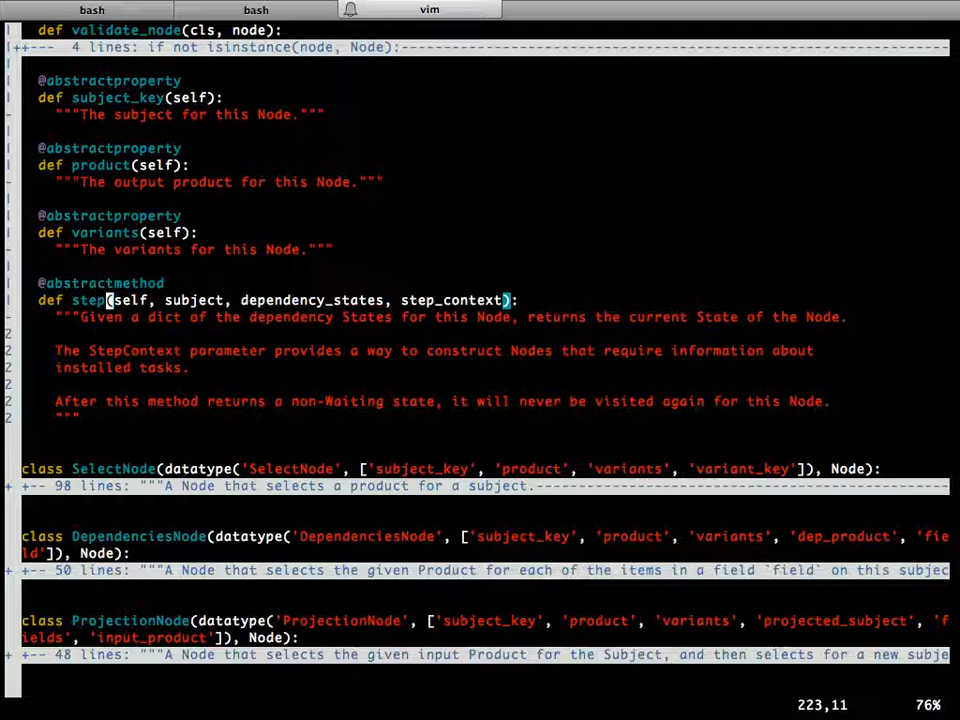 bash bash vim
def validate_node(cls, node):
++--- 4 lines: if not isinstance(node, Node):
@abstractproperty
def subject_key(self):
"""The subject for this Node."""
@abstractproperty
def product(self):
"""The output product for this Node."""
@abstractproperty
def variants(self):
"""The variants for this Node."""
@abstractmethod
def step(self, subject, dependency_states, step_context):
"""Given a dict of the dependency States for this Node, returns the current State of the Node.
2
2 The StepContext parameter provides a way to construct Nodes that require information about
2 installed tasks.
2
2 After this method returns a non-Waiting state, it will never be visited again for this Node.
2 """
class SelectNode(datatype('SelectNode', ['subject_key', 'product', 'variants', 'variant_key']), Node):
+ +-- 98 lines: """A Node that selects a product for a subject.
class DependenciesNode(datatype('DependenciesNode', ['subject_key', 'product', 'variants', 'dep_product', 'fie
ld']), Node):
+ +-- 50 lines: """A Node that selects the given Product for each of the items in a field `field` on this subjec
class ProjectionNode(datatype('ProjectionNode', ['subject_key', 'product', 'variants', 'projected_subject', 'f
ields', 'input_product']), Node):
+ +-- 48 lines: """A Node that selects the given input Product for the Subject, and then selects for a new subje
223,11 76%